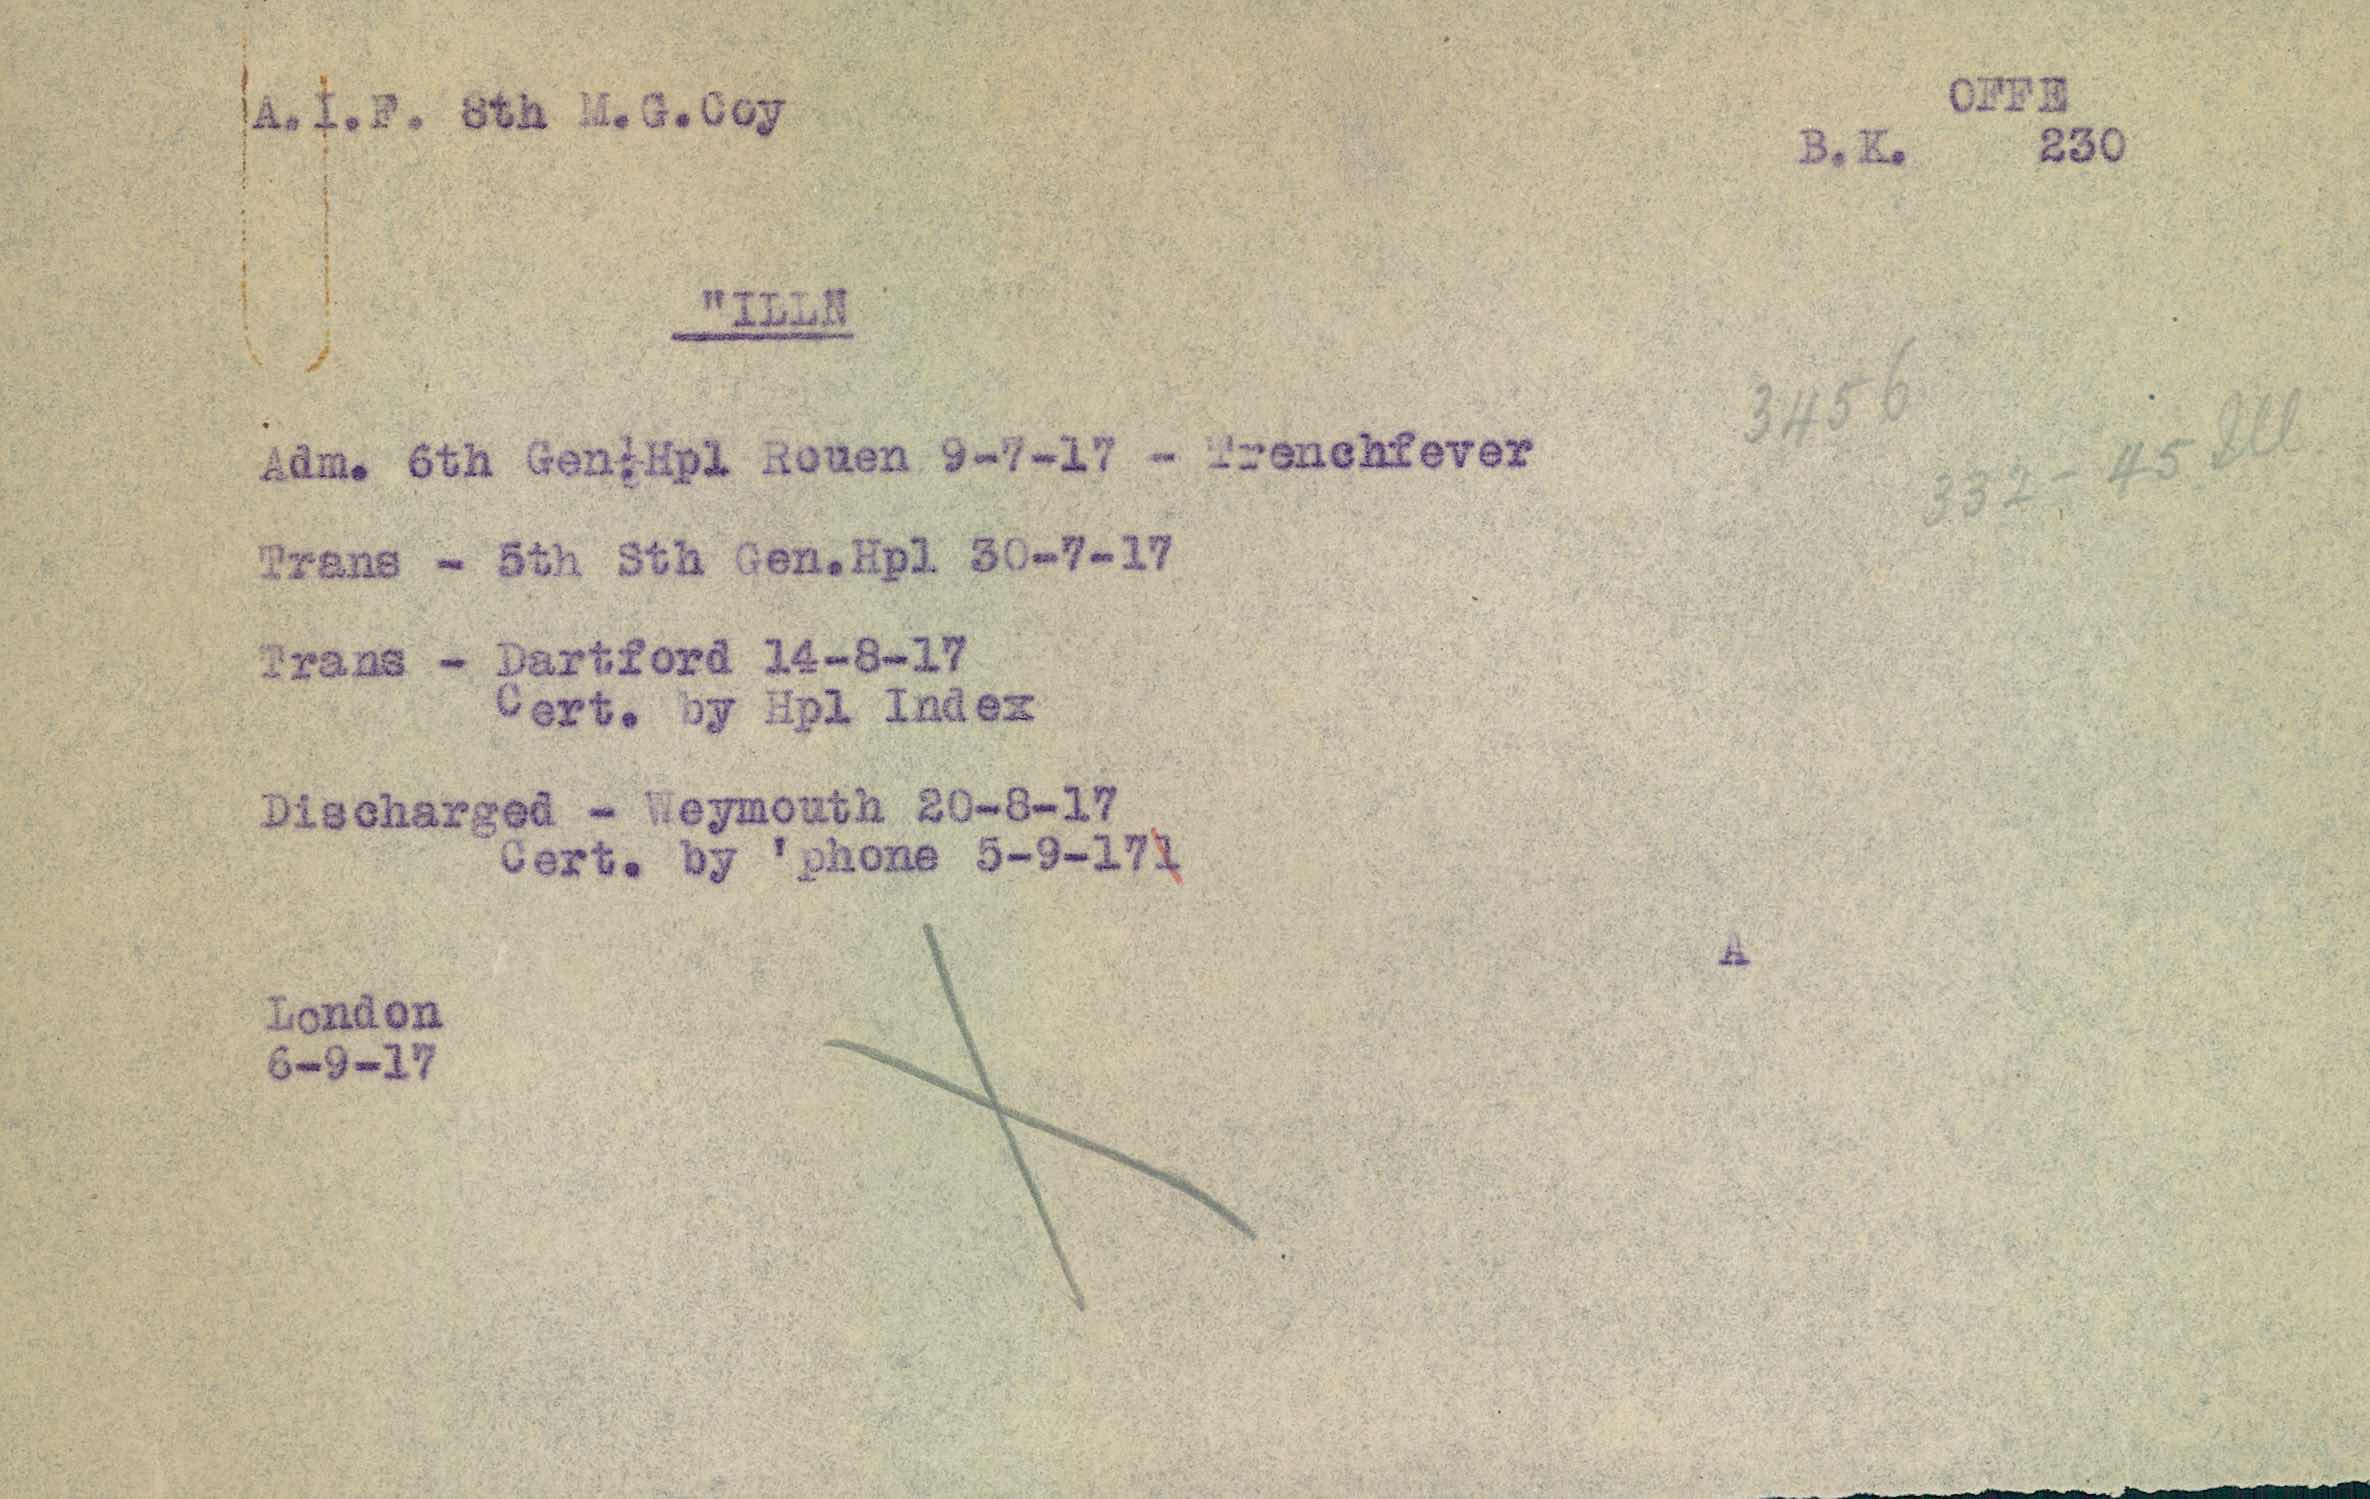 A.I.F. 8th M.G.Coy
OFFE
B.K. 230
"ILLN
3456
332-45
Adm. 6th Gen.Hpl Rouen 9-7-17 - Trenchfever
Trans - 5th Sth Gen.Hpl 30-7-17
Trans - Dartford 14-8-17
Cert. by Hpl Index
Discharged - Weymouth 20-8-17
Cert. by 'phone 5-9-171
A
London
6-9-17